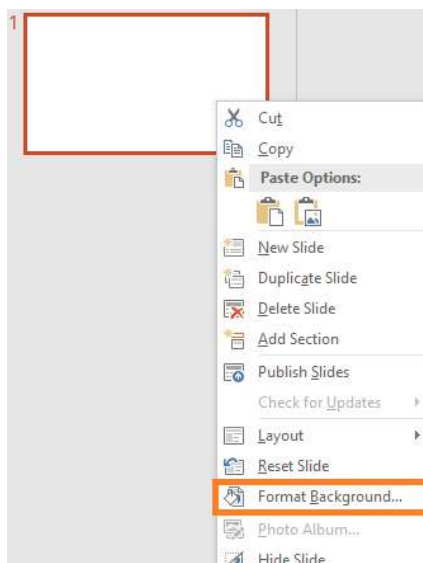 1
Cut
Copy
Paste Options:
New Slide
Duplicate Slide
Delete Slide
Add Section
Publish Slides
Check for Updates
Layout
Reset Slide
Format Background...
Photo Album...
Hide Slide